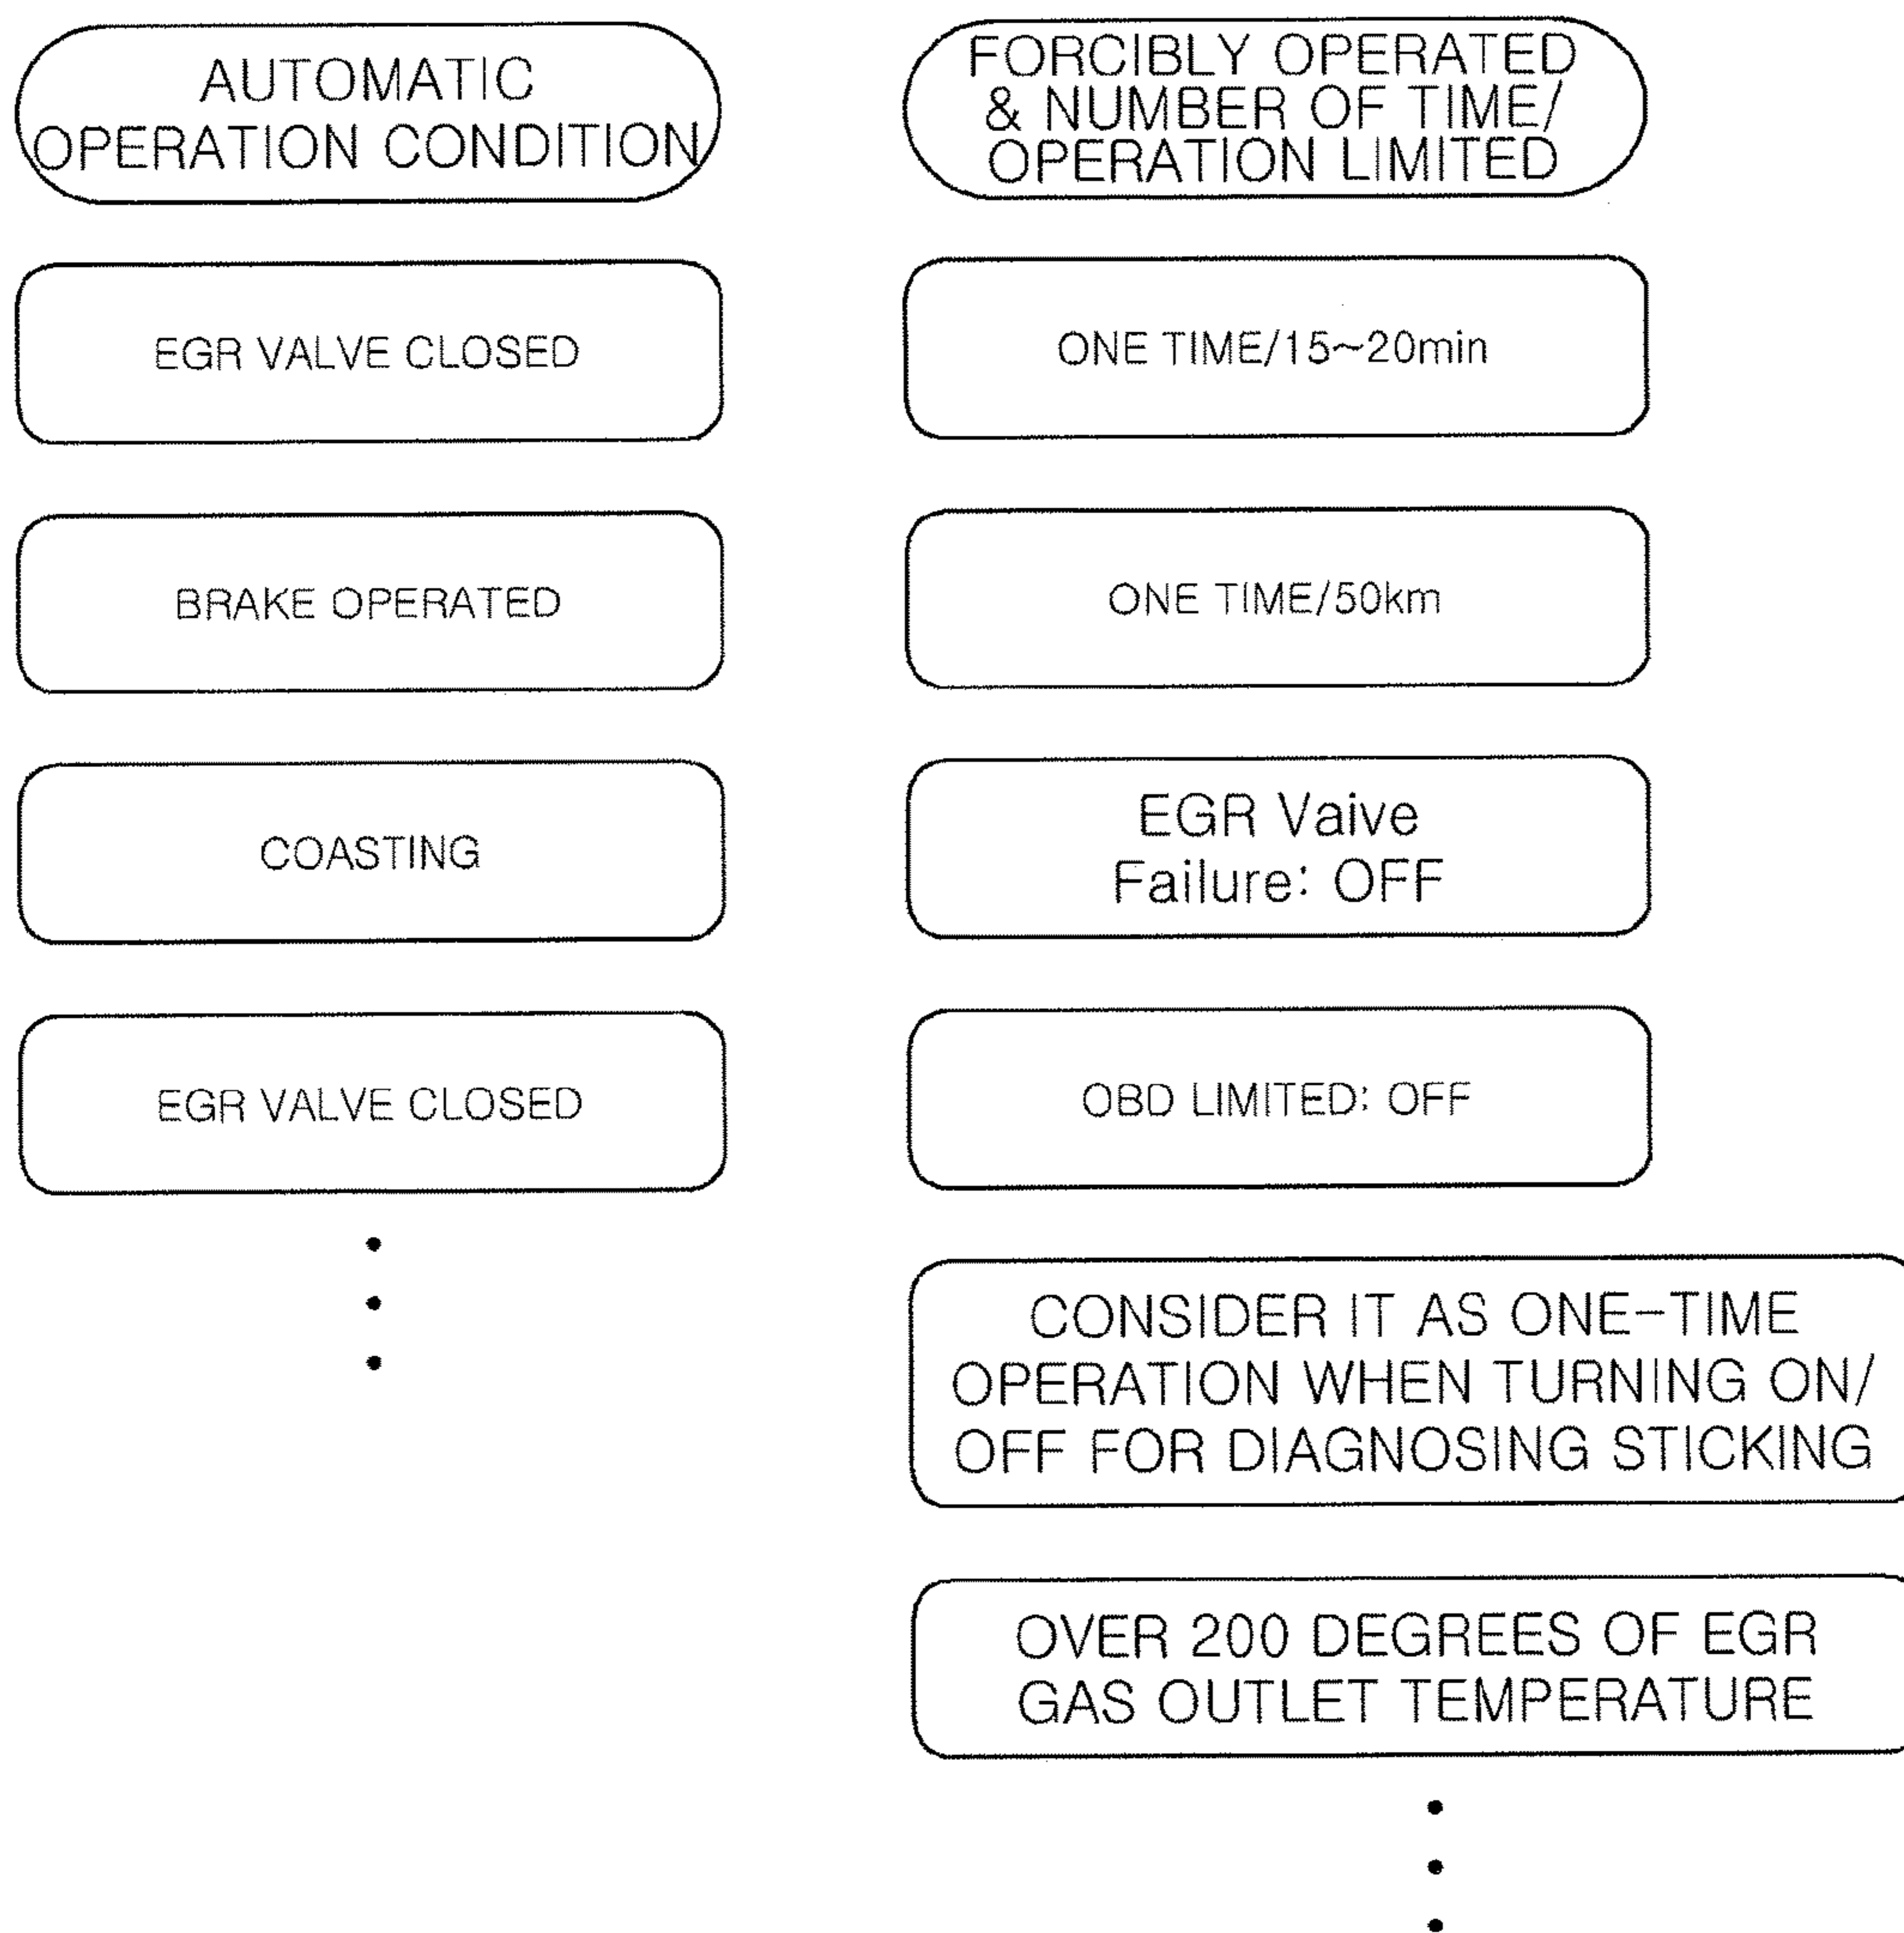 AUTOMATIC
OPERATION CONDITION
EGR VALVE CLOSED
BRAKE OPERATED
COASTING
EGR VALVE CLOSED
FORCIBLY OPERATED
& NUMBER OF TIME/
OPERATION LIMITED
ONE TIME/15~20min
ONE TIME/50km
EGR Vaive
Failure: OFF
OBD LIMITED: OFF
CONSIDER IT AS ONE-TIME
OPERATION WHEN TURNING ON/
OFF FOR DIAGNOSING STICKING
OVER 200 DEGREES OF EGR
GAS OUTLET TEMPERATURE